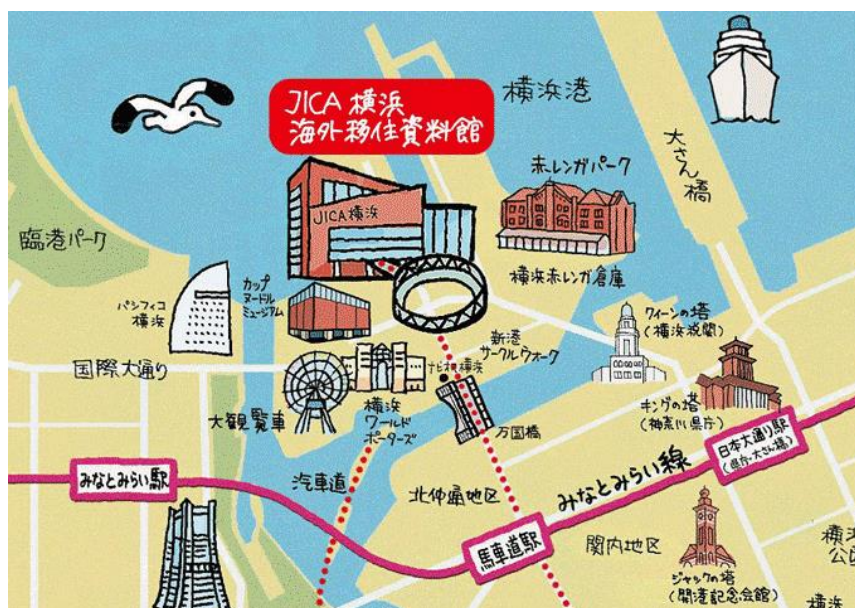 JICA 横浜
海外移住資料館
横浜港
大さん橋
赤レンガパーク
JICA横浜
臨港パーク
横浜赤レンガ倉庫
パシフィコ
横浜
カップ
ヌードル
ミュージアム
クイーンの塔
(横浜税関)
新港
サークルウォーク
国際大通り
ナビオス横浜
大観覧車
横浜
ワールド
ポーターズ
万国橋
キングの塔
(神奈川県庁)
日本大通り駅
(県庁・大さん橋)
みなとみらい駅
汽車道
北仲通地区
みなとみらい線
馬車道駅
関内地区
ジャックの塔
(開港記念会館)
横浜
公
横浜